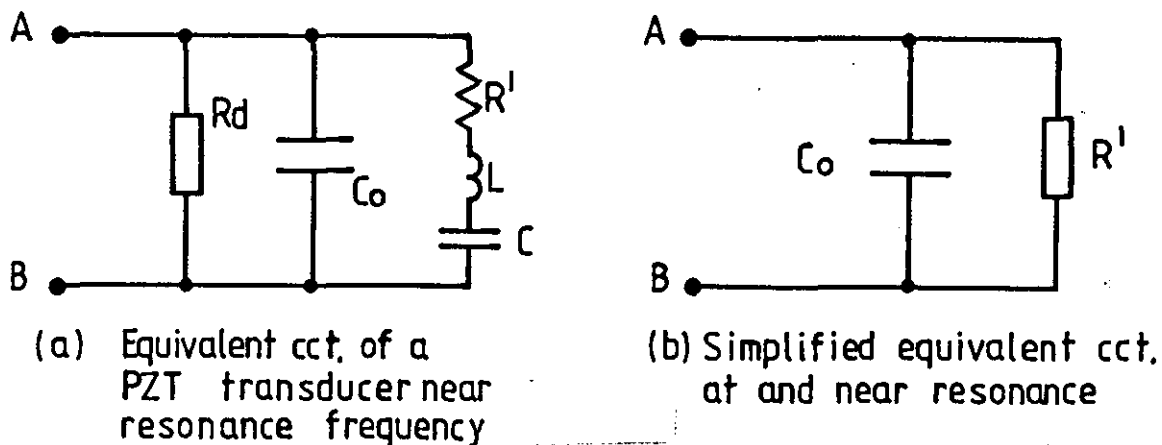 A
Rd
Co
R'
L
C
B
(a) Equivalent cct. of a
PZT transducer near
resonance frequency
A
Co
R'
B
(b) Simplified equivalent cct.
at and near resonance